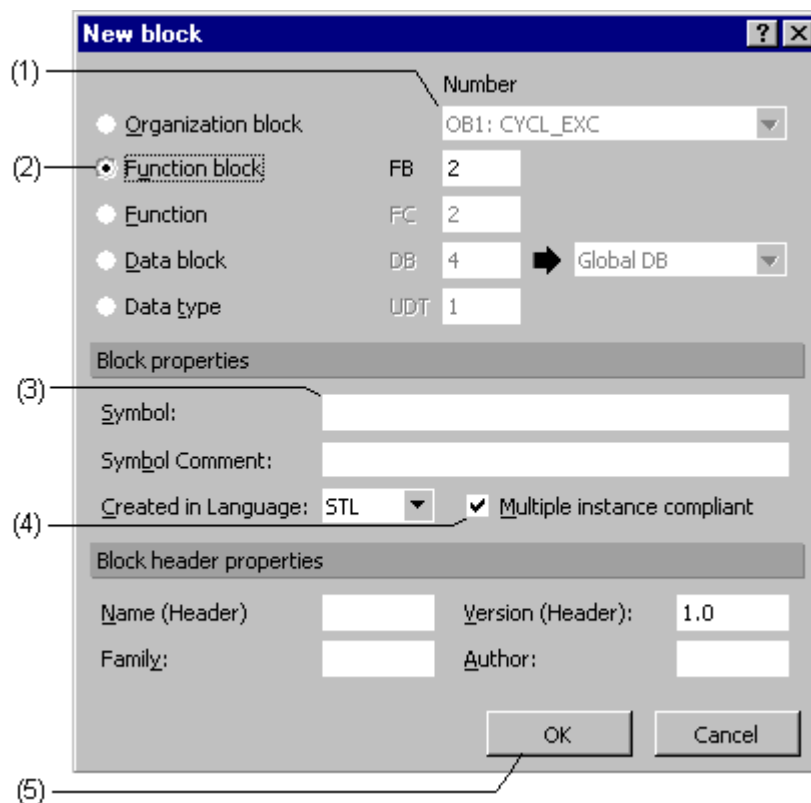 New block
(1)
Number
Organization block OB1: CYCL_EXC
(2) Function block FB 2
Function FC 2
Data block DB 4 Global DB
Data type UDT 1
Block properties
(3)
Symbol:
Symbol Comment:
Created in Language: STL Multiple instance compliant
(4)
Block header properties
Name (Header) Version (Header): 1.0
Family: Author:
OK Cancel
(5)